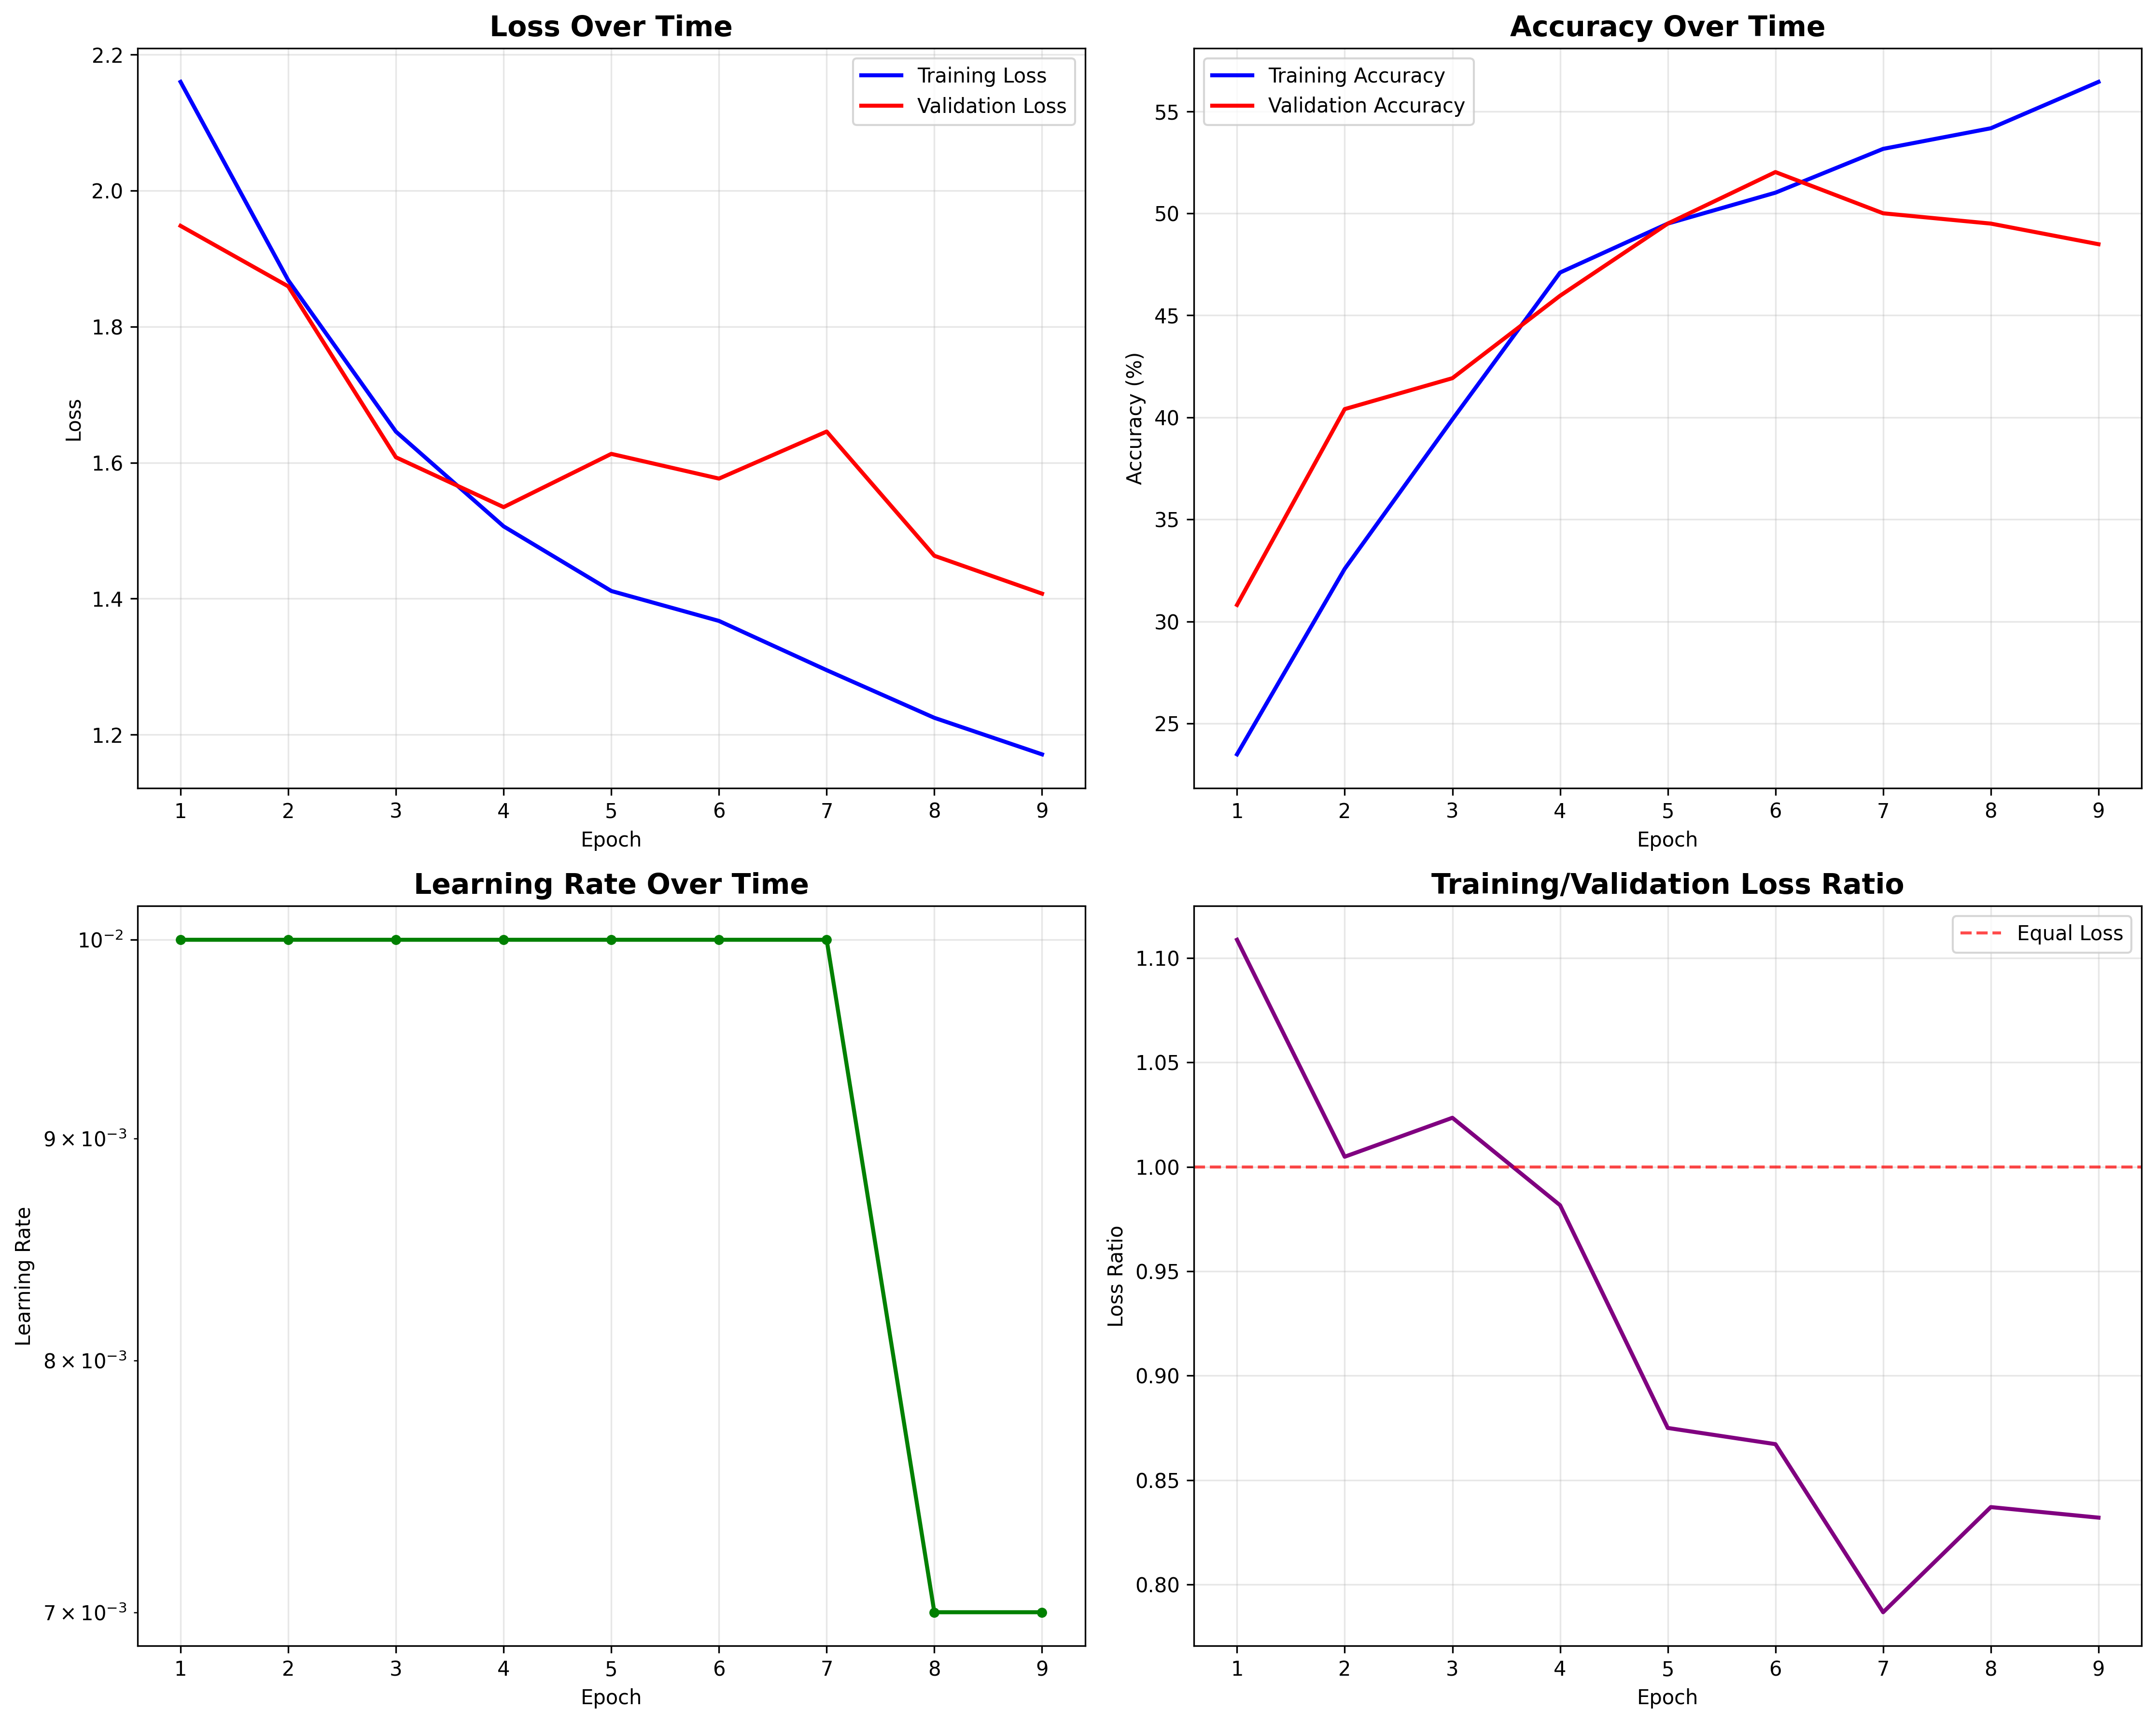 Loss Over Time
2.2
2.0
1.8
1.6
1.4
1.2
Loss
Training Loss
Validation Loss
1 2 3 4 5 6 7 8 9
Epoch
Accuracy Over Time
55
50
45
40
35
30
25
Accuracy (%)
Training Accuracy
Validation Accuracy
1 2 3 4 5 6 7 8 9
Epoch
Learning Rate Over Time
10⁻²
9 × 10⁻³
8 × 10⁻³
7 × 10⁻³
Learning Rate
1 2 3 4 5 6 7 8 9
Epoch
Training/Validation Loss Ratio
1.10
1.05
1.00
0.95
0.90
0.85
0.80
Loss Ratio
Equal Loss
1 2 3 4 5 6 7 8 9
Epoch